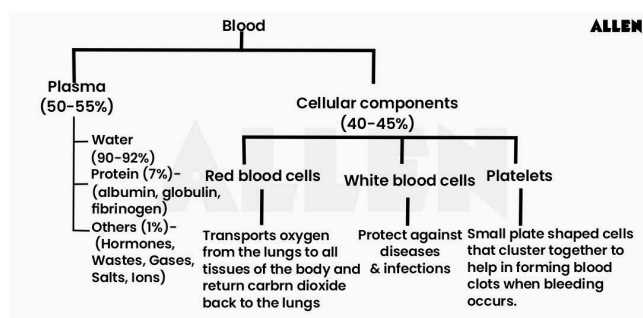 Blood
ALLEN
Plasma
(50-55%)
Water
(90-92%)
Protein (7%)-
(albumin, globulin,
fibrinogen)
Others (1%)-
(Hormones,
Wastes, Gases,
Salts, Ions)
Cellular components
(40-45%)
Red blood cells
Transports oxygen
from the lungs to all
tissues of the body and
return carbrn dioxide
back to the lungs
White blood cells
Protect against
diseases
& infections
Platelets
Small plate shaped cells
that cluster together to
help in forming blood
clots when bleeding
occurs.
ALLEN